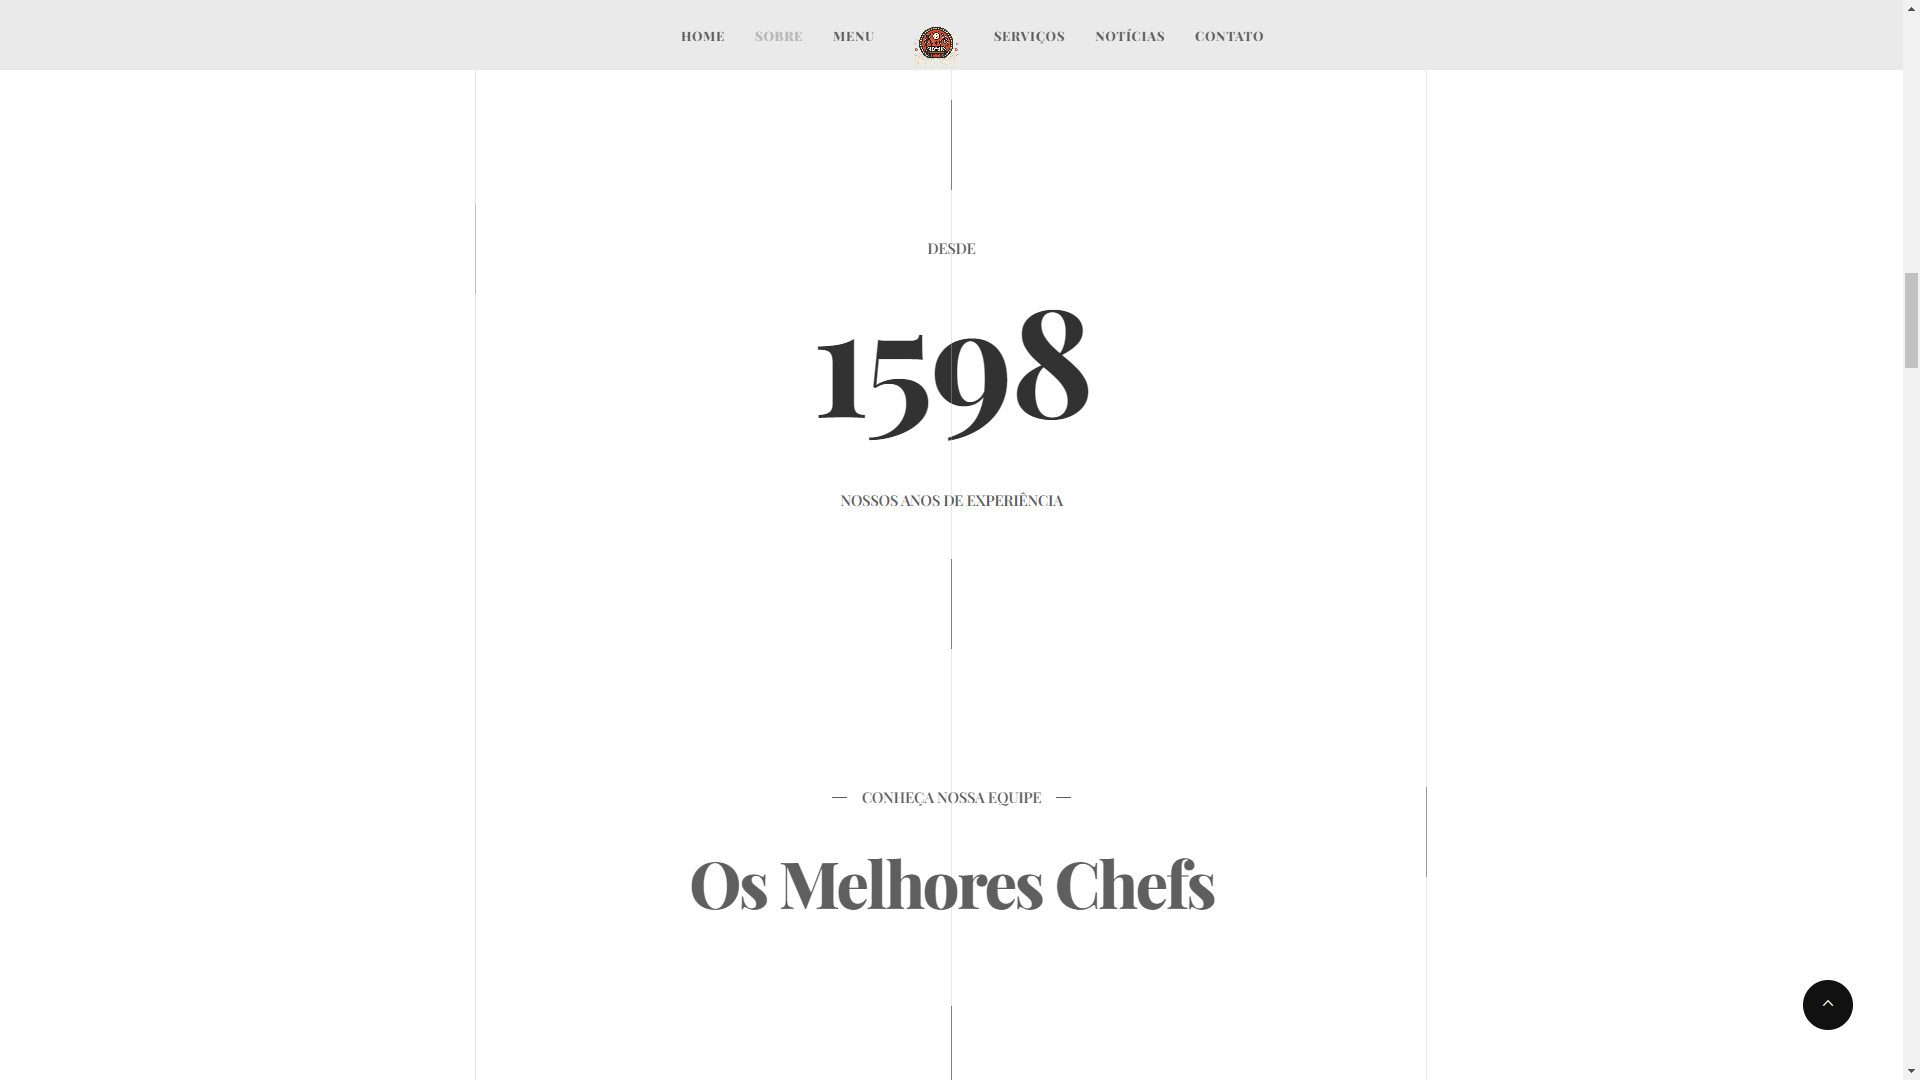 HOME SOBRE MENU SERVIÇOS NOTÍCIAS CONTATO
DESDE
1598
NOSSOS ANOS DE EXPERIÊNCIA
CONHEÇA NOSSA EQUIPE
Os Melhores Chefs